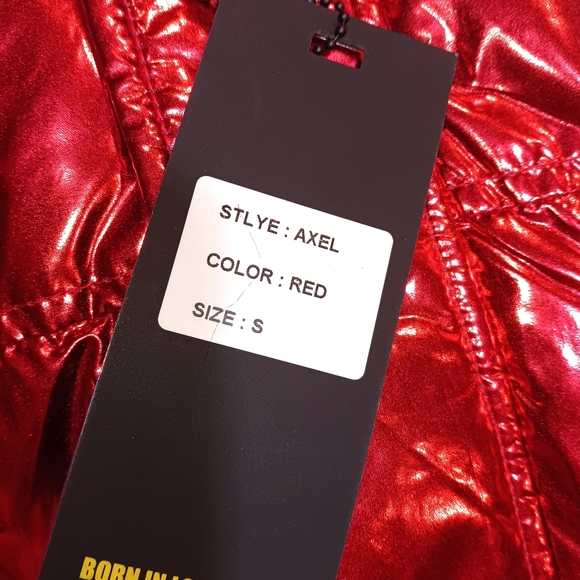 STLYE : AXEL
COLOR : RED
SIZE : S
BORN IN